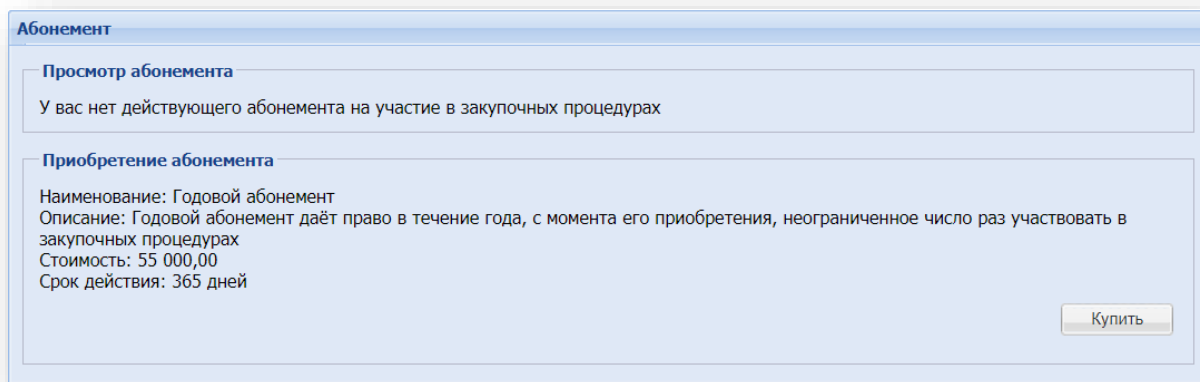 Абонемент
Просмотр абонемента
У вас нет действующего абонемента на участие в закупочных процедурах
Приобретение абонемента
Наименование: Годовой абонемент
Описание: Годовой абонемент даёт право в течение года, с момента его приобретения, неограниченное число раз участвовать в
закупочных процедурах
Стоимость: 55 000,00
Срок действия: 365 дней
Купить